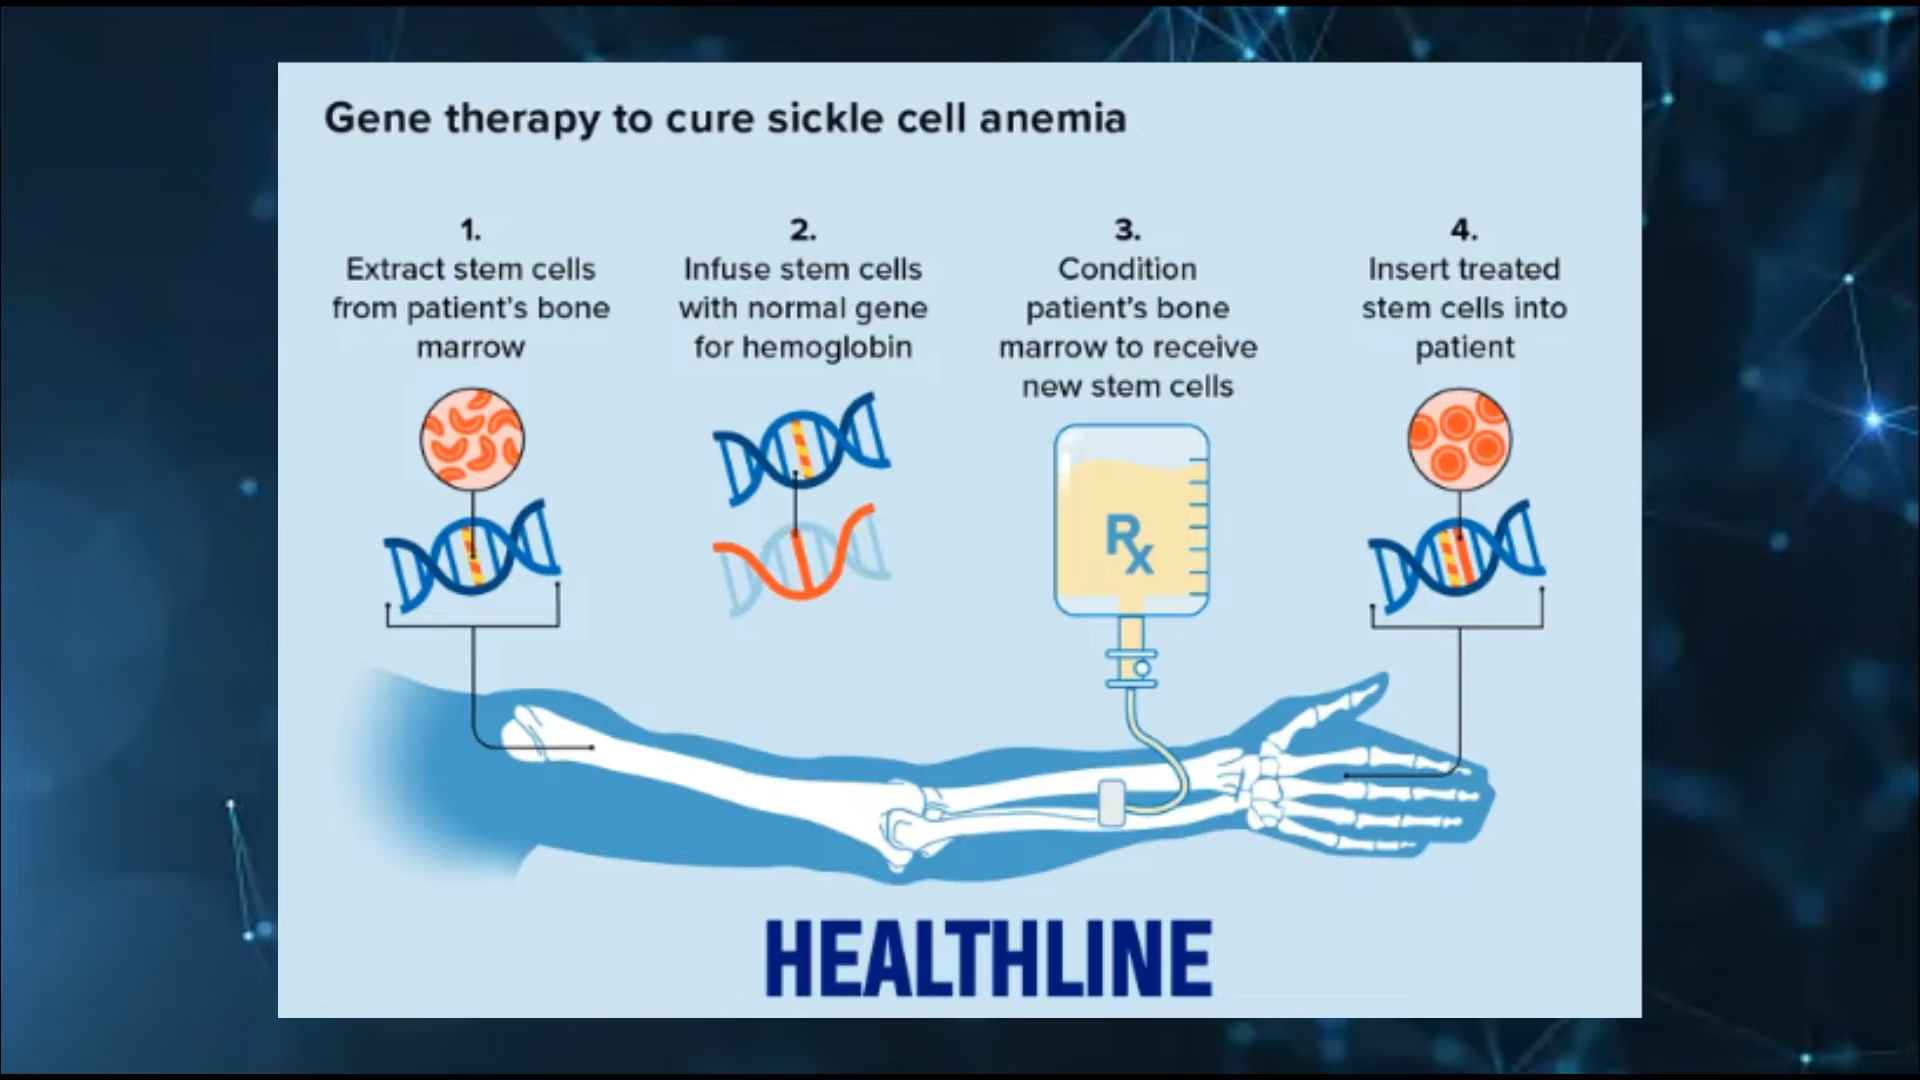 Gene therapy to cure sickle cell anemia
1.
Extract stem cells
from patient's bone
marrow
2.
Infuse stem cells
with normal gene
for hemoglobin
3.
Condition
patient's bone
marrow to receive
new stem cells
4.
Insert treated
stem cells into
patient
Rx
HEALTHLINE